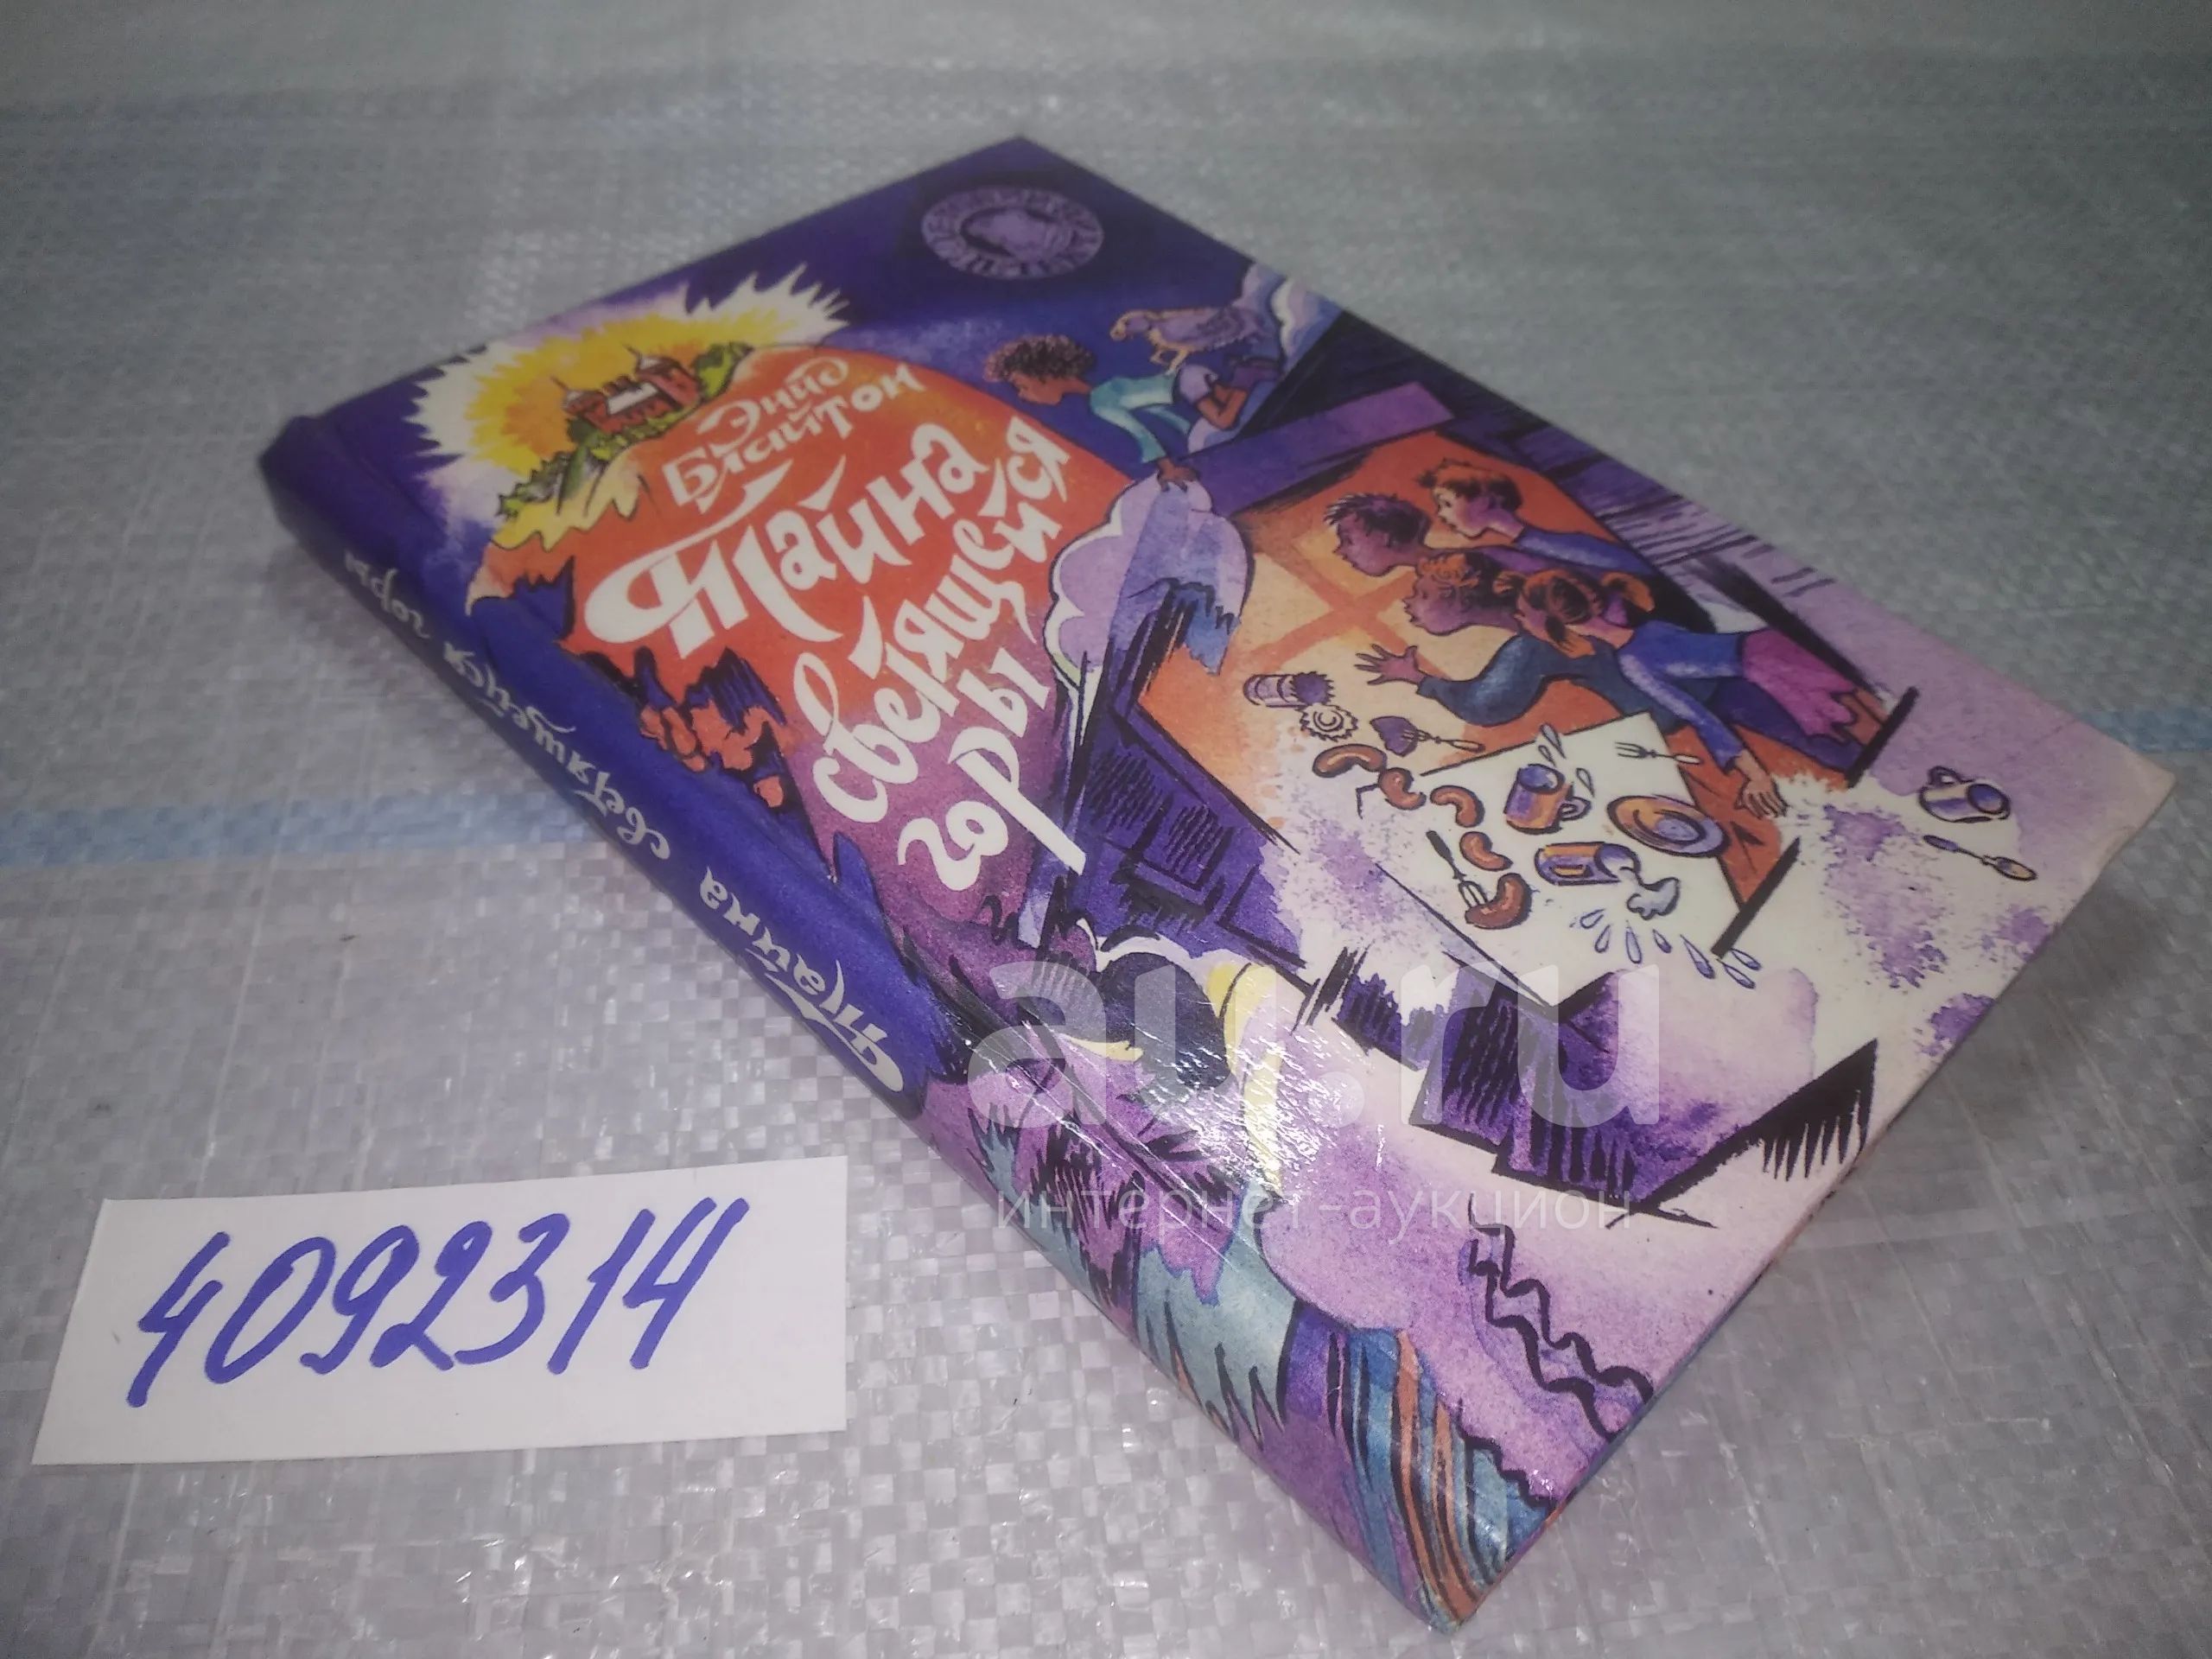 Энид
Блайтон
Тайна
светящейся
горы
Тайна светящейся горы
au.ru
интернет-аукцион
4092314